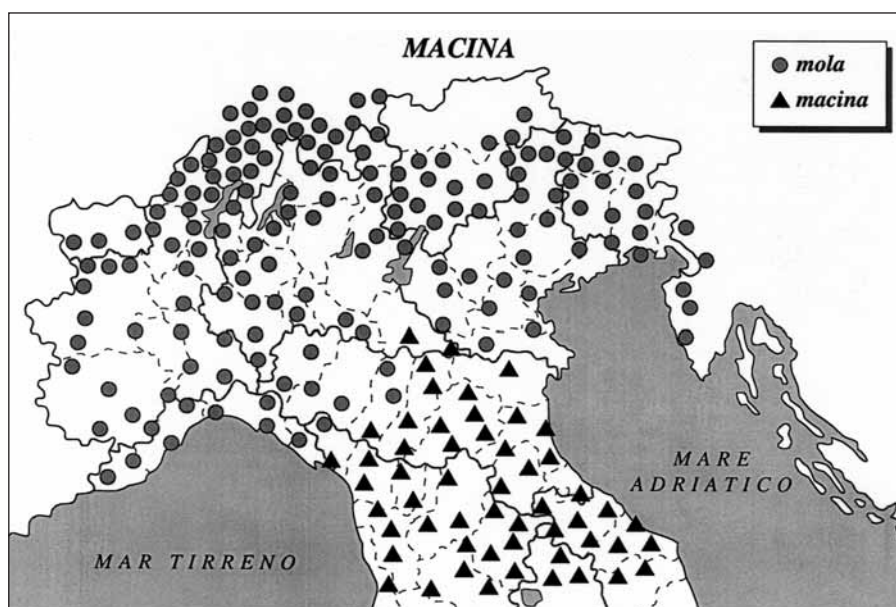 MACINA
mola
macina
MARE
ADRIATICO
MAR TIRRENO